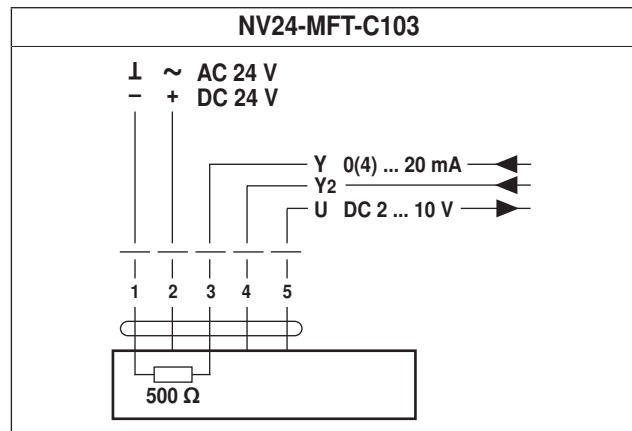 NV24-MFT-C103
⊥ ~ AC 24 V
− + DC 24 V
Y 0(4) ... 20 mA
Y2
U DC 2 ... 10 V
1 2 3 4 5
500 Ω